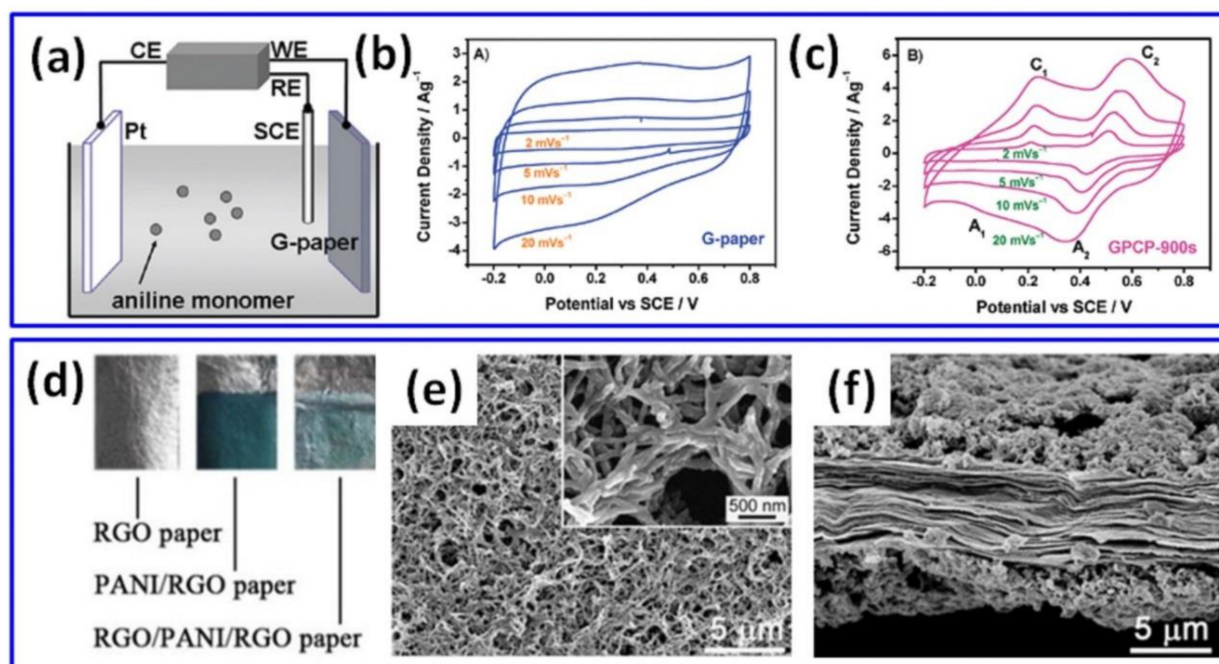 (a)
CE
WE
RE
Pt
SCE
G-paper
aniline monomer
(b)
A)
Current Density / Ag⁻¹
3
2
1
0
-1
-2
-3
-4
2 mVs⁻¹
5 mVs⁻¹
10 mVs⁻¹
20 mVs⁻¹
G-paper
-0.2 0.0 0.2 0.4 0.6 0.8
Potential vs SCE / V
(c)
B)
C₁
C₂
Current Density / Ag⁻¹
6
4
2
0
-2
-4
-6
2 mVs⁻¹
5 mVs⁻¹
10 mVs⁻¹
A₁
20 mVs⁻¹
A₂
GPCP-900s
-0.2 0.0 0.2 0.4 0.6 0.8
Potential vs SCE / V
(d)
RGO paper
PANI/RGO paper
RGO/PANI/RGO paper
(e)
500 nm
5 μm
(f)
5 μm